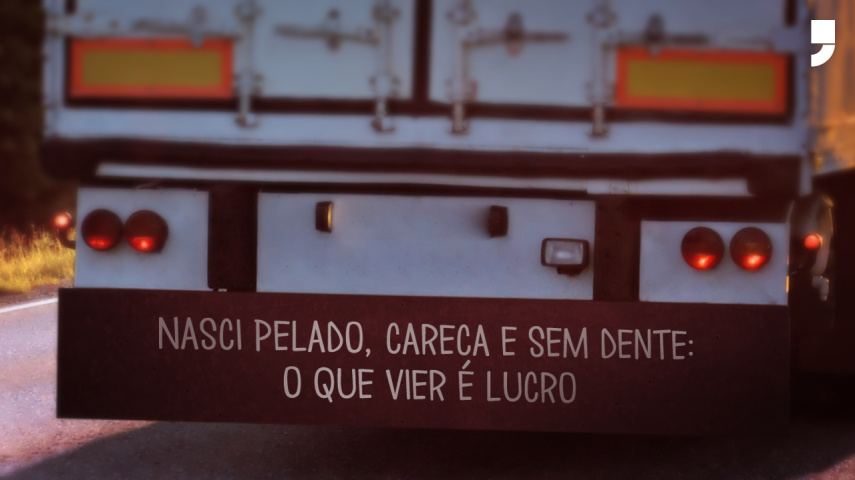 NASCI PELADO, CARECA E SEM DENTE:
O QUE VIER É LUCRO